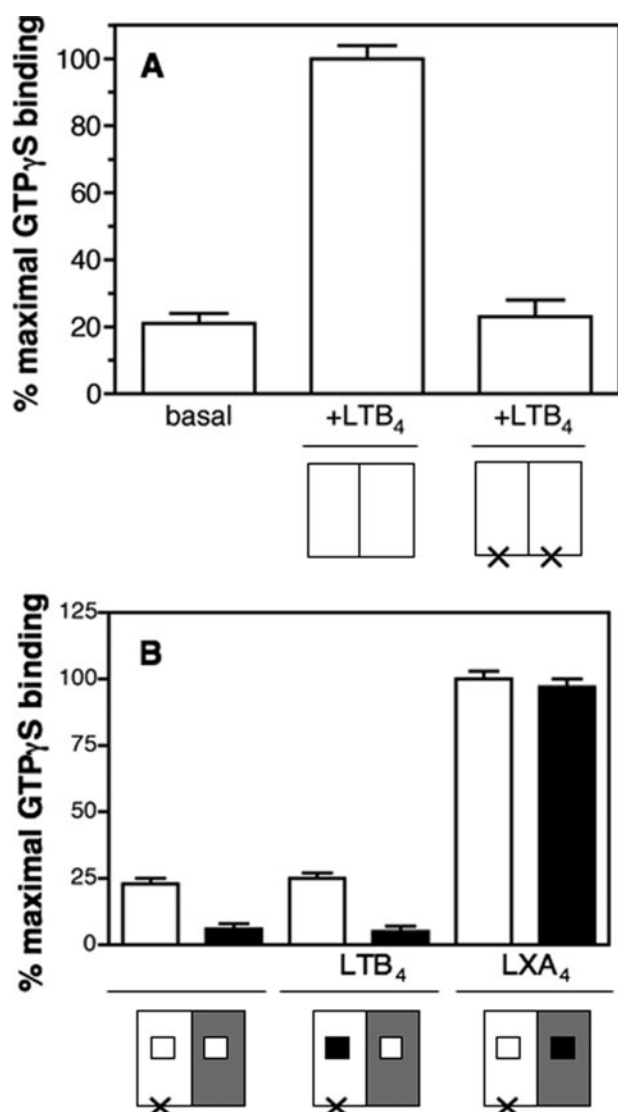 % maximal GTPγS binding
A
100
80
60
40
20
0
basal +LTB₄ +LTB₄
% maximal GTPγS binding
B
125
100
75
50
25
0
LTB₄ LXA₄